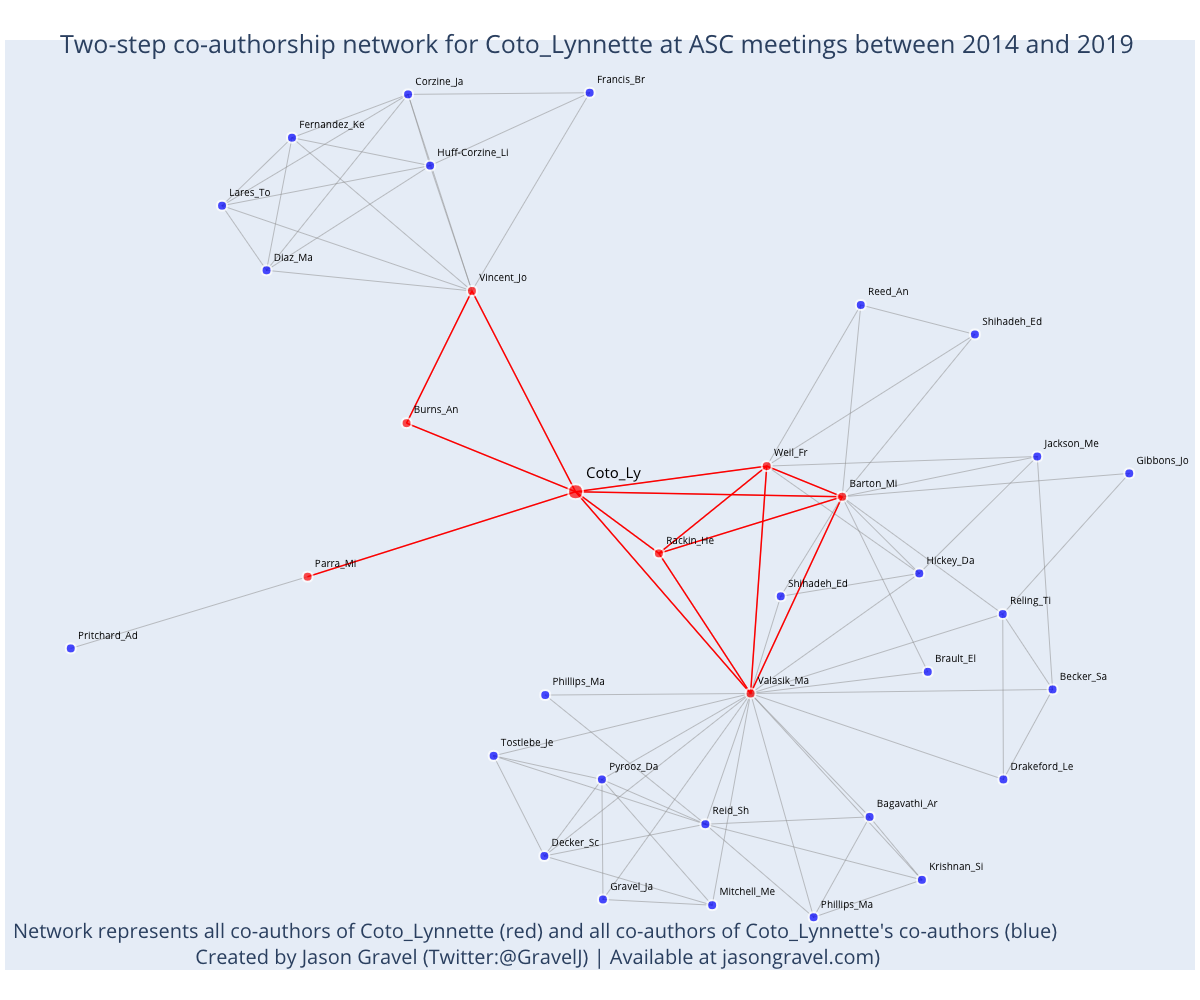 Two-step co-authorship network for Coto_Lynnette at ASC meetings between 2014 and 2019
Corzine_Ja
Francis_Br
Fernandez_Ke
Huff-Corzine_Li
Lares_To
Diaz_Ma
Vincent_Jo
Reed_An
Shihadeh_Ed
Burns_An
Jackson_Me
Weil_Fr
Gibbons_Jo
Coto_Ly
Barton_Mi
Rackin_He
Parra_Mi
Hickey_Da
Shihadeh_Ed
Reling_Ti
Pritchard_Ad
Brault_El
Phillips_Ma
Valasik_Ma
Becker_Sa
Tostlebe_Je
Pyrooz_Da
Drakeford_Le
Reid_Sh
Bagavathi_Ar
Decker_Sc
Krishnan_Si
Gravel_Ja
Mitchell_Me
Phillips_Ma
Network represents all co-authors of Coto_Lynnette (red) and all co-authors of Coto_Lynnette's co-authors (blue)
Created by Jason Gravel (Twitter:@GravelJ) | Available at jasongravel.com)